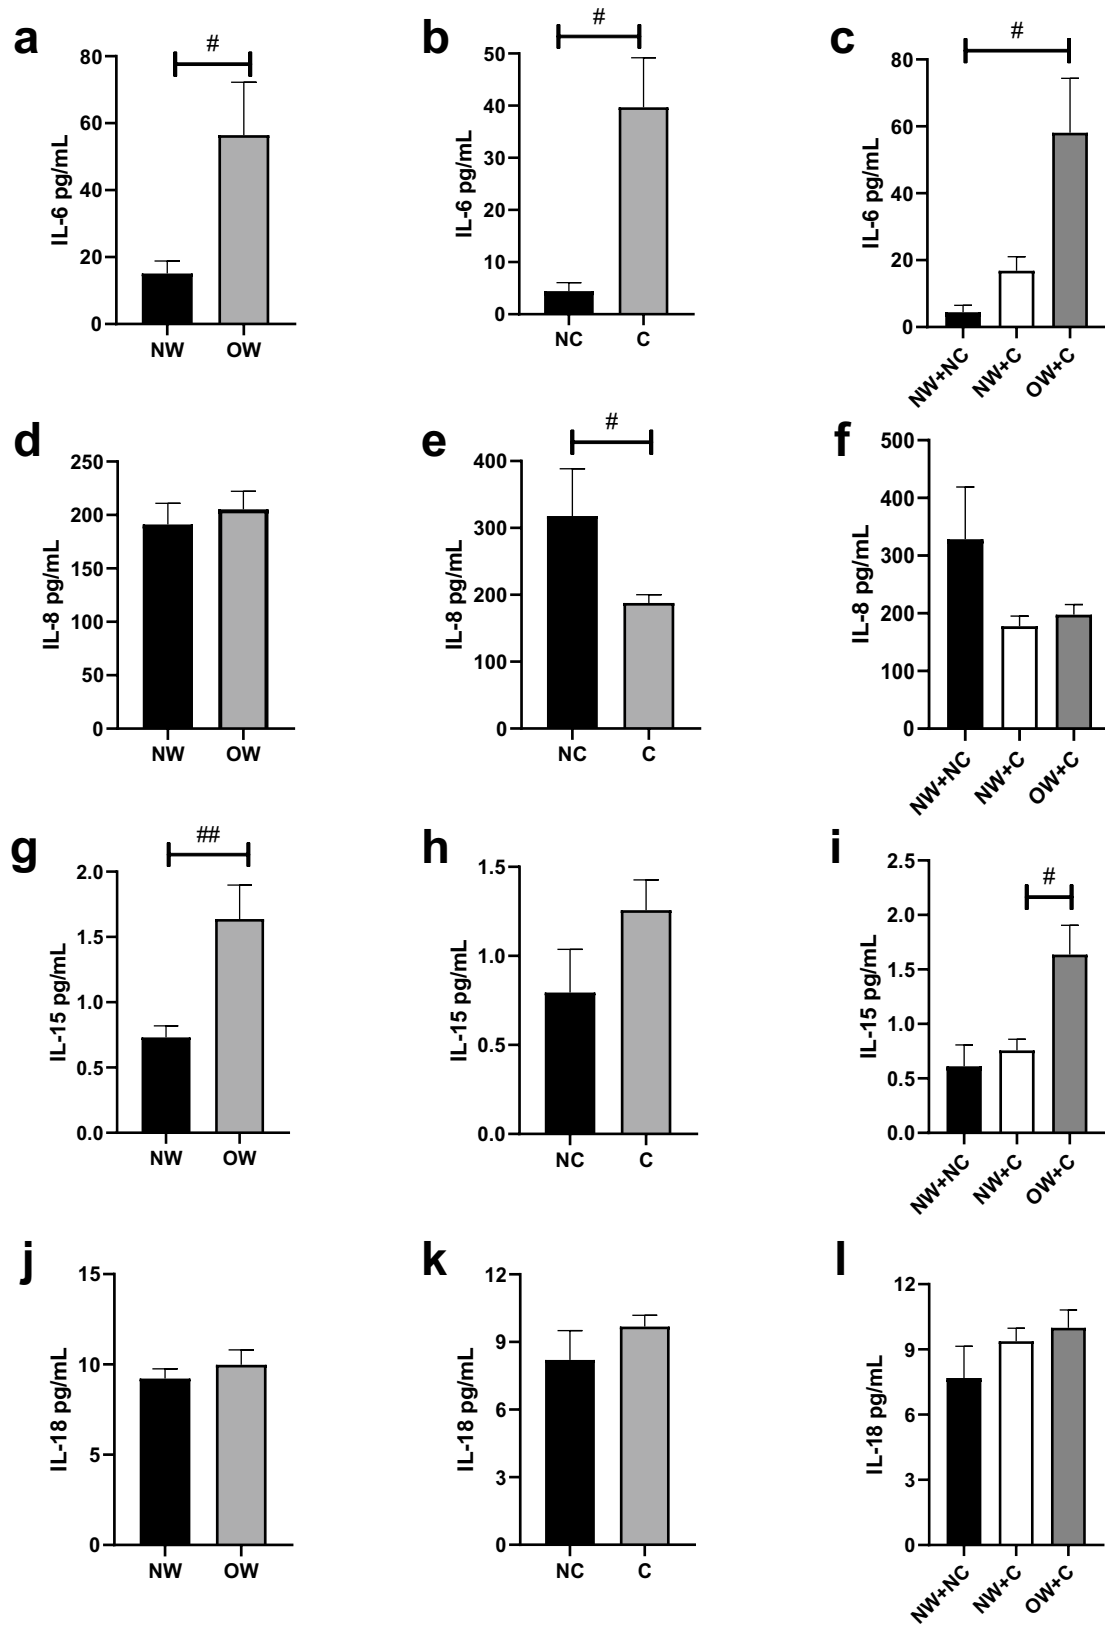 a
#
IL-6 pg/mL
80
60
40
20
0
NW OW
b
#
IL-6 pg/mL
50
40
30
20
10
0
NC C
c
#
IL-6 pg/mL
80
60
40
20
0
NW+NC NW+C OW+C
d
IL-8 pg/mL
250
200
150
100
50
0
NW OW
e
#
IL-8 pg/mL
400
300
200
100
0
NC C
f
IL-8 pg/mL
500
400
300
200
100
0
NW+NC NW+C OW+C
g
##
IL-15 pg/mL
2.0
1.5
1.0
0.5
0.0
NW OW
h
IL-15 pg/mL
1.5
1.0
0.5
0.0
NC C
i
#
IL-15 pg/mL
2.5
2.0
1.5
1.0
0.5
0.0
NW+NC NW+C OW+C
j
IL-18 pg/mL
15
10
5
0
NW OW
k
IL-18 pg/mL
12
9
6
3
0
NC C
l
IL-18 pg/mL
12
9
6
3
0
NW+NC NW+C OW+C